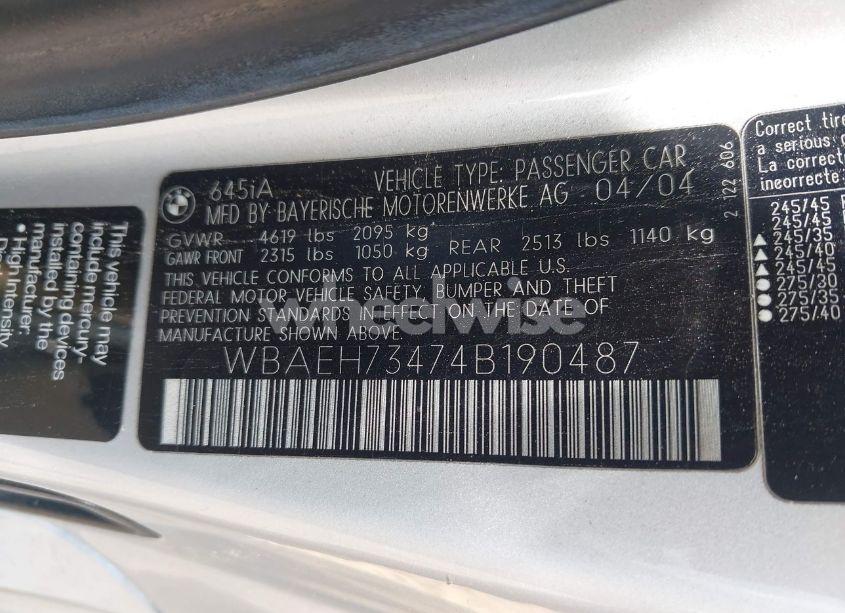 BMW
645iA VEHICLE TYPE: PASSENGER CAR
MFD BY BAYERISCHE MOTORENWERKE AG 04/04
GVWR 4619 lbs 2095 kg
GAWR FRONT 2315 lbs 1050 kg REAR 2513 lbs 1140 kg
THIS VEHICLE CONFORMS TO ALL APPLICABLE U.S.
FEDERAL MOTOR VEHICLE SAFETY, BUMPER AND THEFT
PREVENTION STANDARDS IN EFFECT ON THE DATE OF
MANUFACTURE SHOWN ABOVE.
WBAEH73474B190487
2 122 606
wheelwise
This vehicle may
include mercury-
containing devices
installed by the
manufacturer:
• High Intensity
Correct tire
a serious
La correcte
incorrecte
245/45
245/45
245/35
245/40
245/45
275/30
275/35
275/40